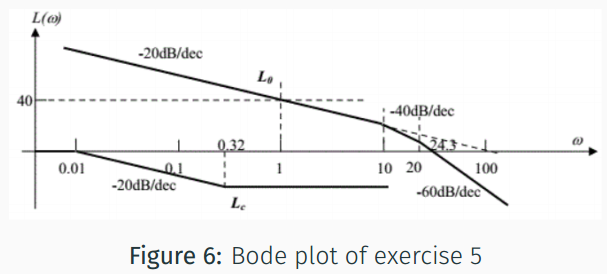 L(ω)
-20dB/dec
L₀
40
-40dB/dec
0.32
24.3
ω
0.01
0.1
1
10
20
100
-20dB/dec
-60dB/dec
Lc
Figure 6: Bode plot of exercise 5